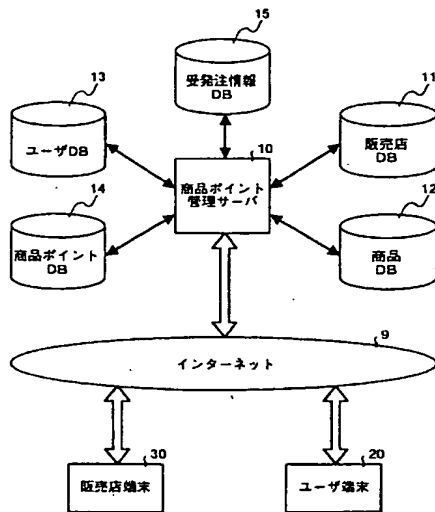 15
受発注情報
DB
13
ユーザDB
11
販売店
DB
10
商品ポイント
管理サーバ
14
商品ポイント
DB
12
商品
DB
9
インターネット
30
販売店端末
20
ユーザ端末